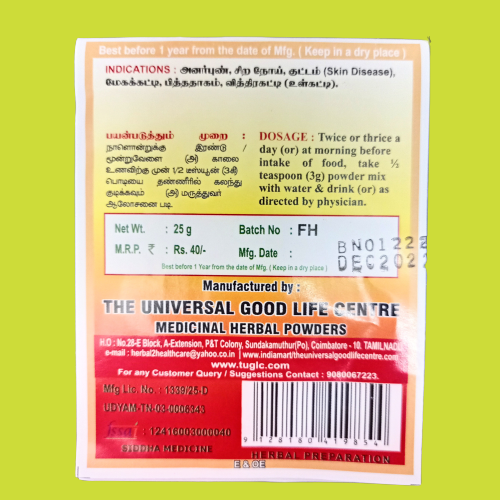 Best before 1 year from the date of Mfg. ( Keep in a dry place )
INDICATIONS : அனர்புண், சிற நோய், குட்டம் (Skin Disease),
மேகக்கட்டி, பித்ததாகம், வித்திரகட்டி (உள்கட்டி).
பயன்படுத்தும் முறை :
நாளொன்றுக்கு இரண்டு /
மூன்றுவேளை (அ) காலை
உணவிற்கு முன் 1/2 டீஸ்யூன் (3கி)
பொடியை தண்ணீரில் கலந்து
குடிக்கவும் (அ) மருத்துவர்
ஆலோசனை படி.
DOSAGE : Twice or thrice a
day (or) at morning before
intake of food, take ½
teaspoon (3g) powder mix
with water & drink (or) as
directed by physician.
Net Wt. : 25 g Batch No : FH
M.R.P. ₹ : Rs. 40/- Mfg. Date :
BN01222
DEC2022
Best before 1 Year from the date of Mfg. ( Keep in a dry place )
Manufactured by :
THE UNIVERSAL GOOD LIFE CENTRE
MEDICINAL HERBAL POWDERS
H.O : No.28-E Block, A-Extension, P&T Colony, Sundakamuthur(Po), Coimbatore - 10. TAMILNADU
e-mail : herbal2healthcare@yahoo.co.in | www.indiamart/theuniversalgoodlifecentre.com
www.tuglc.com
For any Customer Query / Suggestions Contact : 9080067223.
Mfg Lic. No. : 1339/25-D
UDYAM-TN-03-0006343
fssai : 12416003000040
SIDDHA MEDICINE
9 128180 419854
HERBAL PREPARATION
E & OE